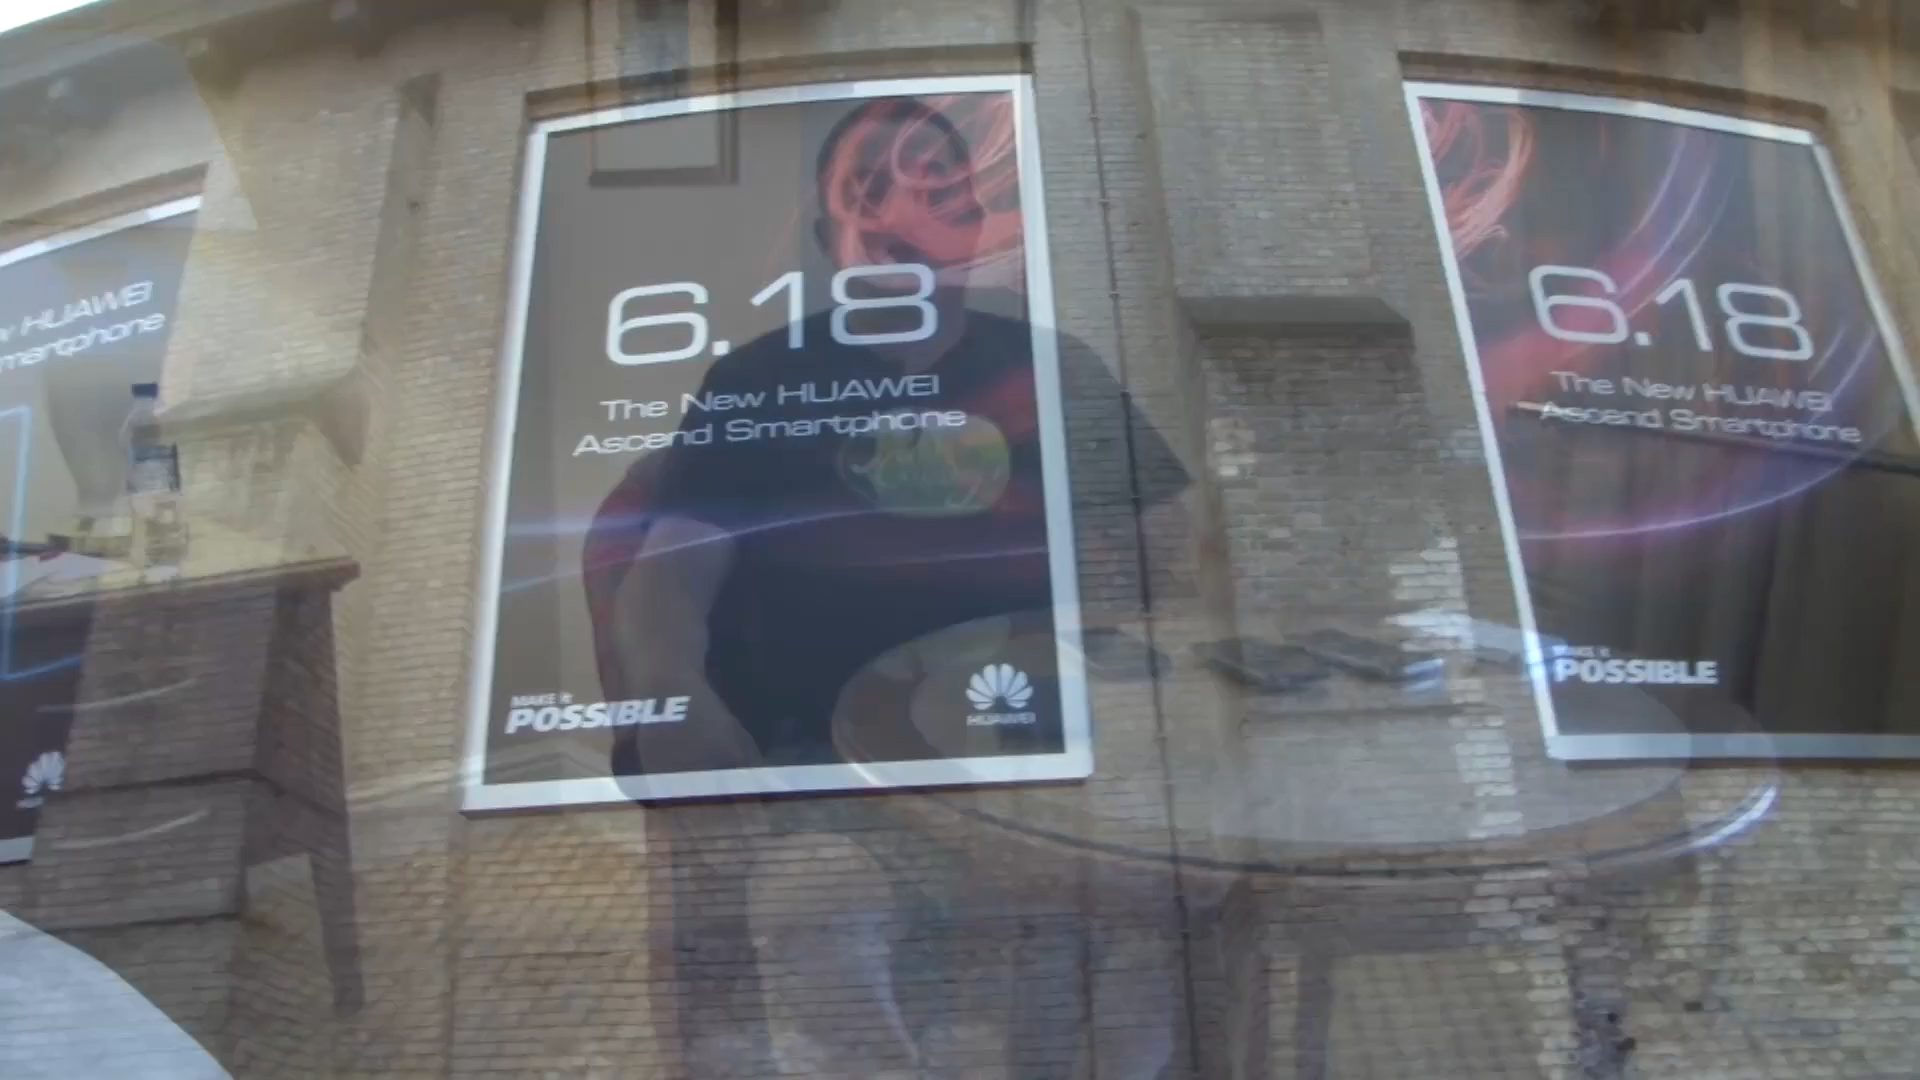 HUAWEI
martphone
6.18
The New HUAWEI
Ascend Smartphone
MAKE it
POSSIBLE
HUAWEI
6.18
The New HUAWEI
Ascend Smartphone
MAKE it
POSSIBLE